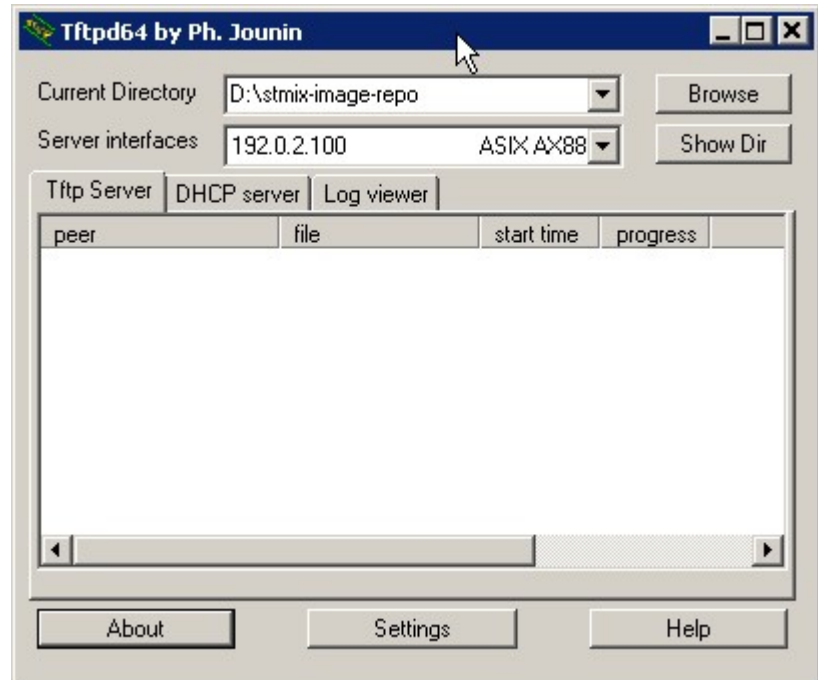 Tftpd64 by Ph. Jounin
Current Directory D:\stmix-image-repo Browse
Server interfaces 192.0.2.100 ASIX AX88 Show Dir
Tftp Server DHCP server Log viewer
peer file start time progress
About Settings Help